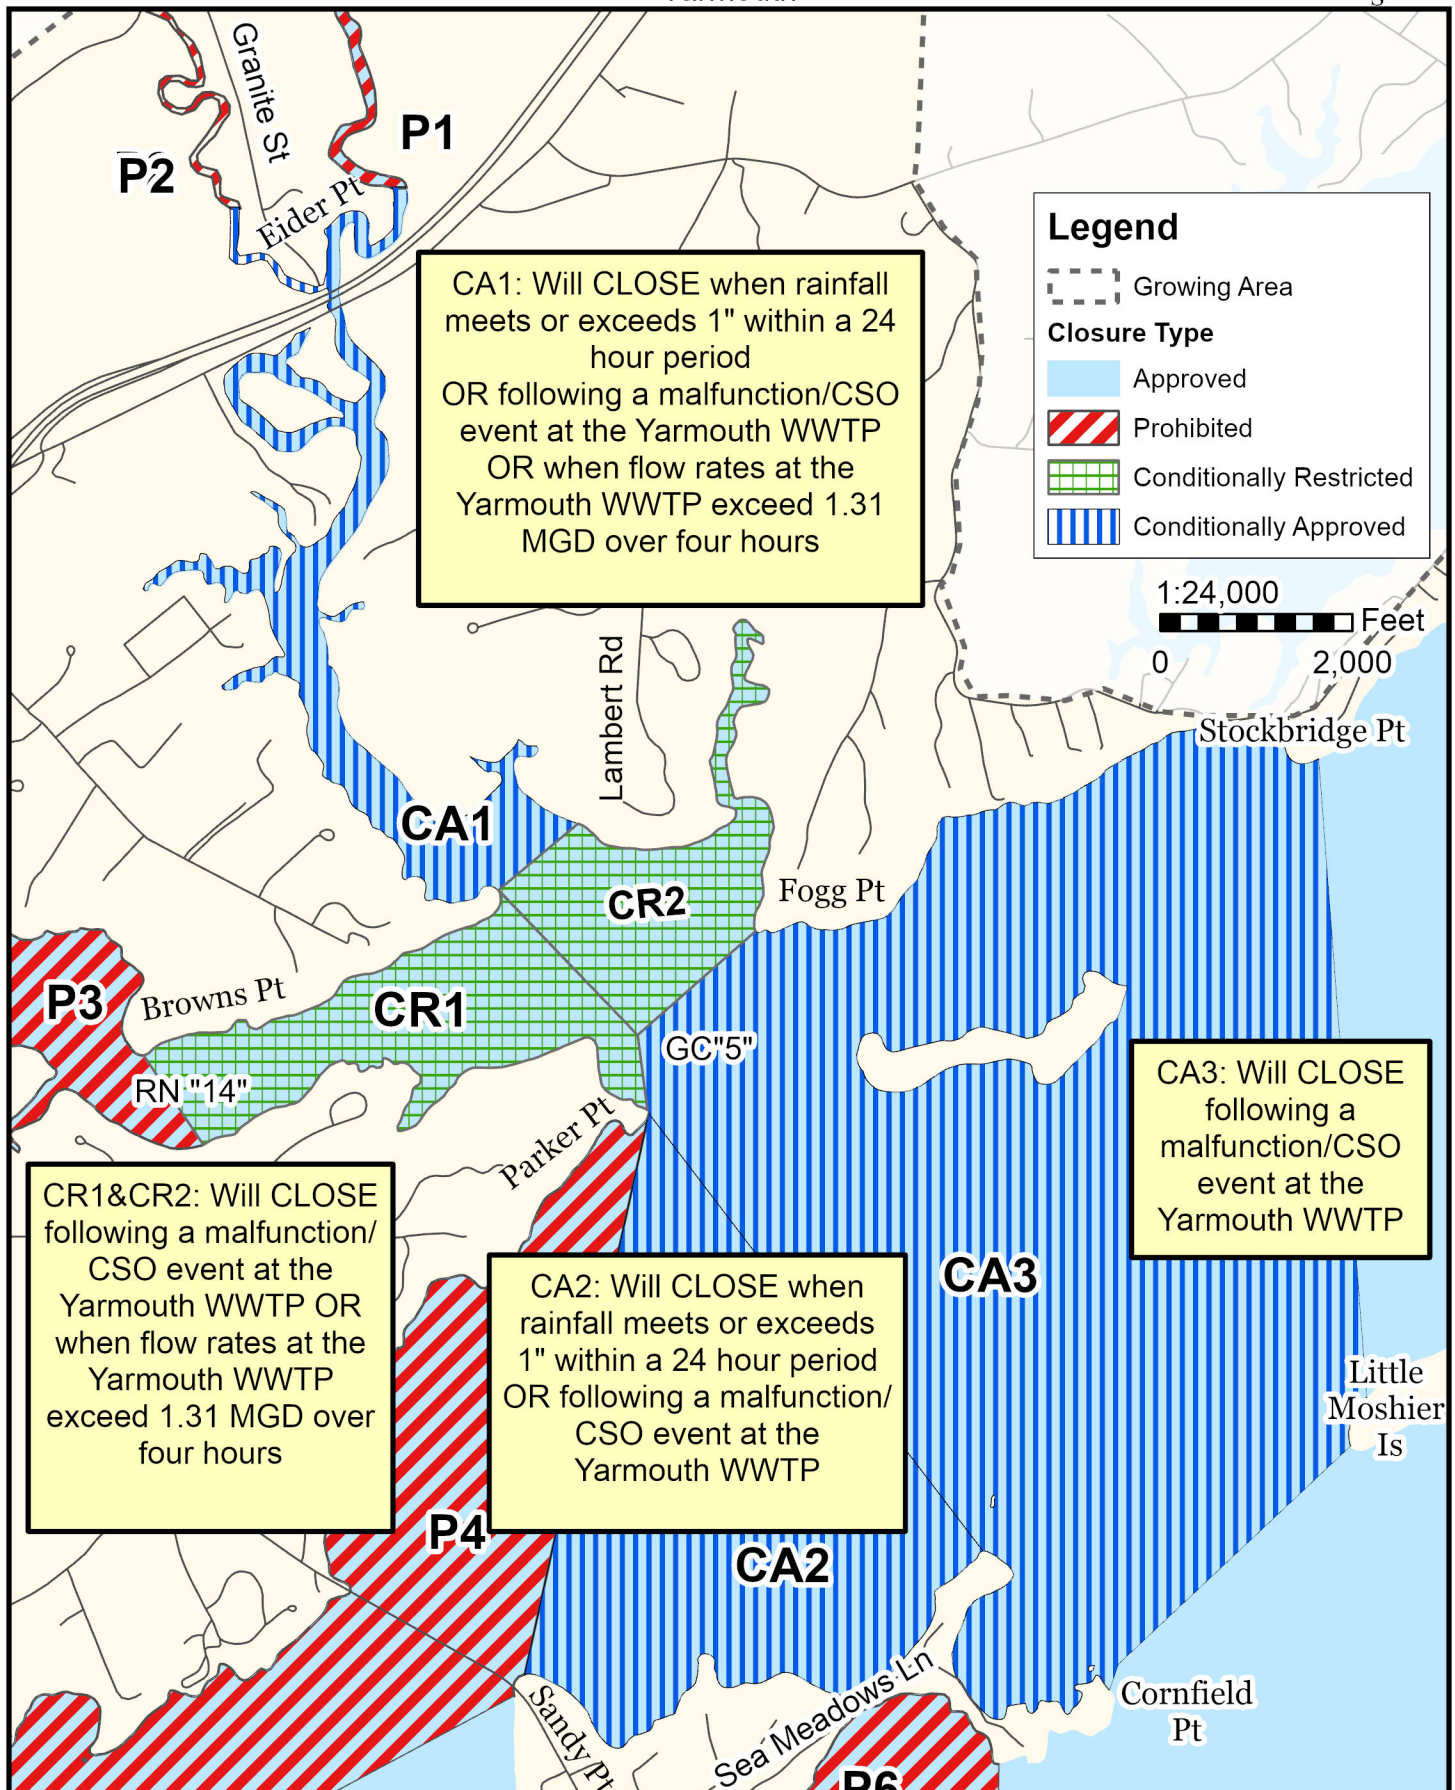 Granite St
P1
P2
Eider Pt
CA1: Will CLOSE when rainfall
meets or exceeds 1" within a 24
hour period
OR following a malfunction/CSO
event at the Yarmouth WWTP
OR when flow rates at the
Yarmouth WWTP exceed 1.31
MGD over four hours
Legend
Growing Area
Closure Type
Approved
Prohibited
Conditionally Restricted
Conditionally Approved
1:24,000
Feet
0 2,000
Lambert Rd
Stockbridge Pt
CA1
CR2
Fogg Pt
P3
Browns Pt
CR1
GC"5"
RN "14"
Parker Pt
CA3: Will CLOSE
following a
malfunction/CSO
event at the
Yarmouth WWTP
CR1&CR2: Will CLOSE
following a malfunction/
CSO event at the
Yarmouth WWTP OR
when flow rates at the
Yarmouth WWTP
exceed 1.31 MGD over
four hours
CA3
CA2: Will CLOSE when
rainfall meets or exceeds
1" within a 24 hour period
OR following a malfunction/
CSO event at the
Yarmouth WWTP
Little
Moshier
Is
P4
CA2
Sandy Pt
Sea Meadows Ln
Cornfield
Pt
P6